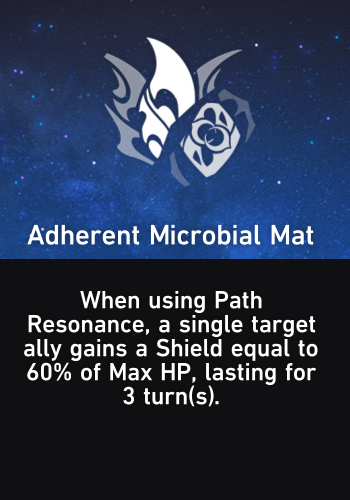 Adherent Microbial Mat
When using Path
Resonance, a single target
ally gains a Shield equal to
60% of Max HP, lasting for
3 turn(s).